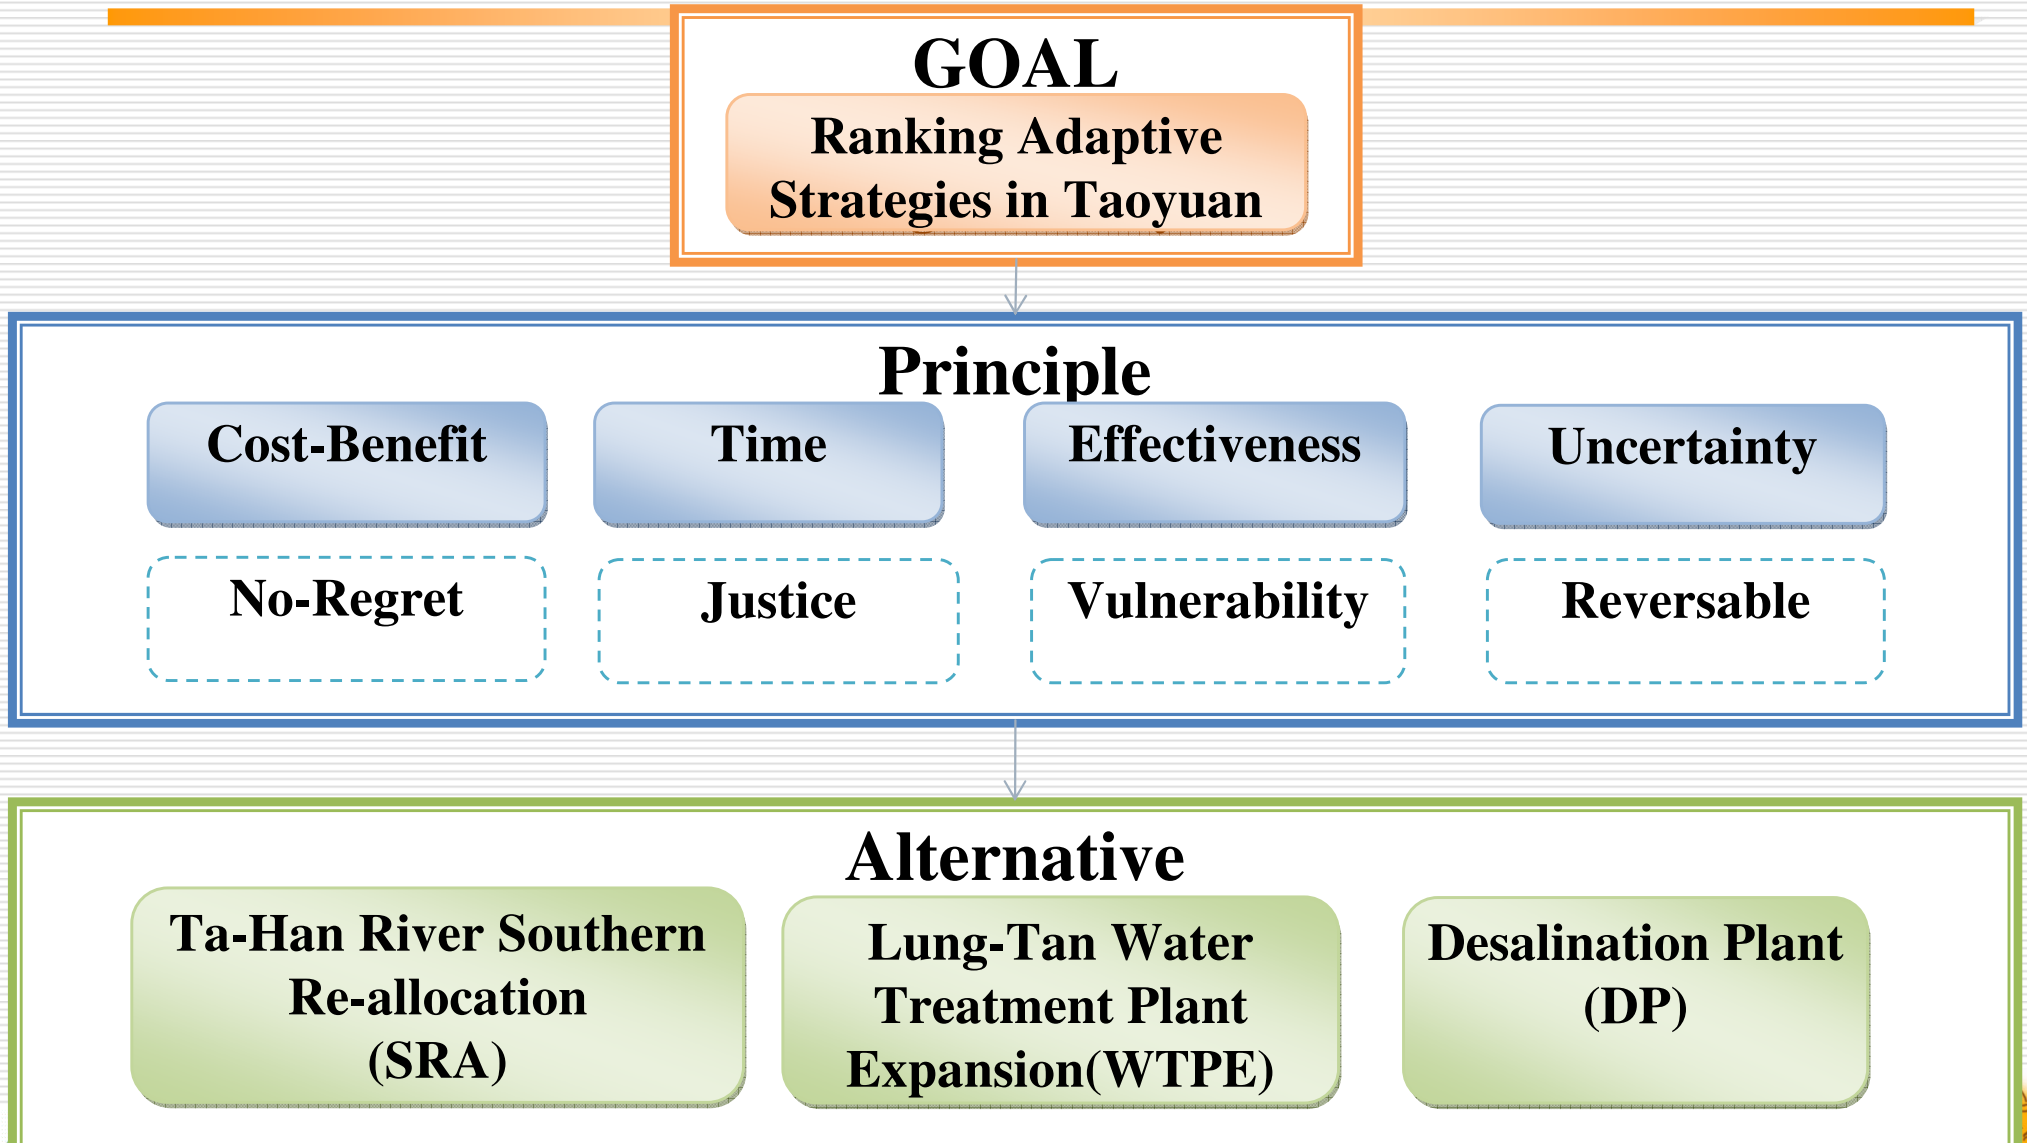 GOAL
Ranking Adaptive
Strategies in Taoyuan
Principle
Cost-Benefit
Time
Effectiveness
Uncertainty
No-Regret
Justice
Vulnerability
Reversable
Alternative
Ta-Han River Southern
Re-allocation
(SRA)
Lung-Tan Water
Treatment Plant
Expansion(WTPE)
Desalination Plant
(DP)